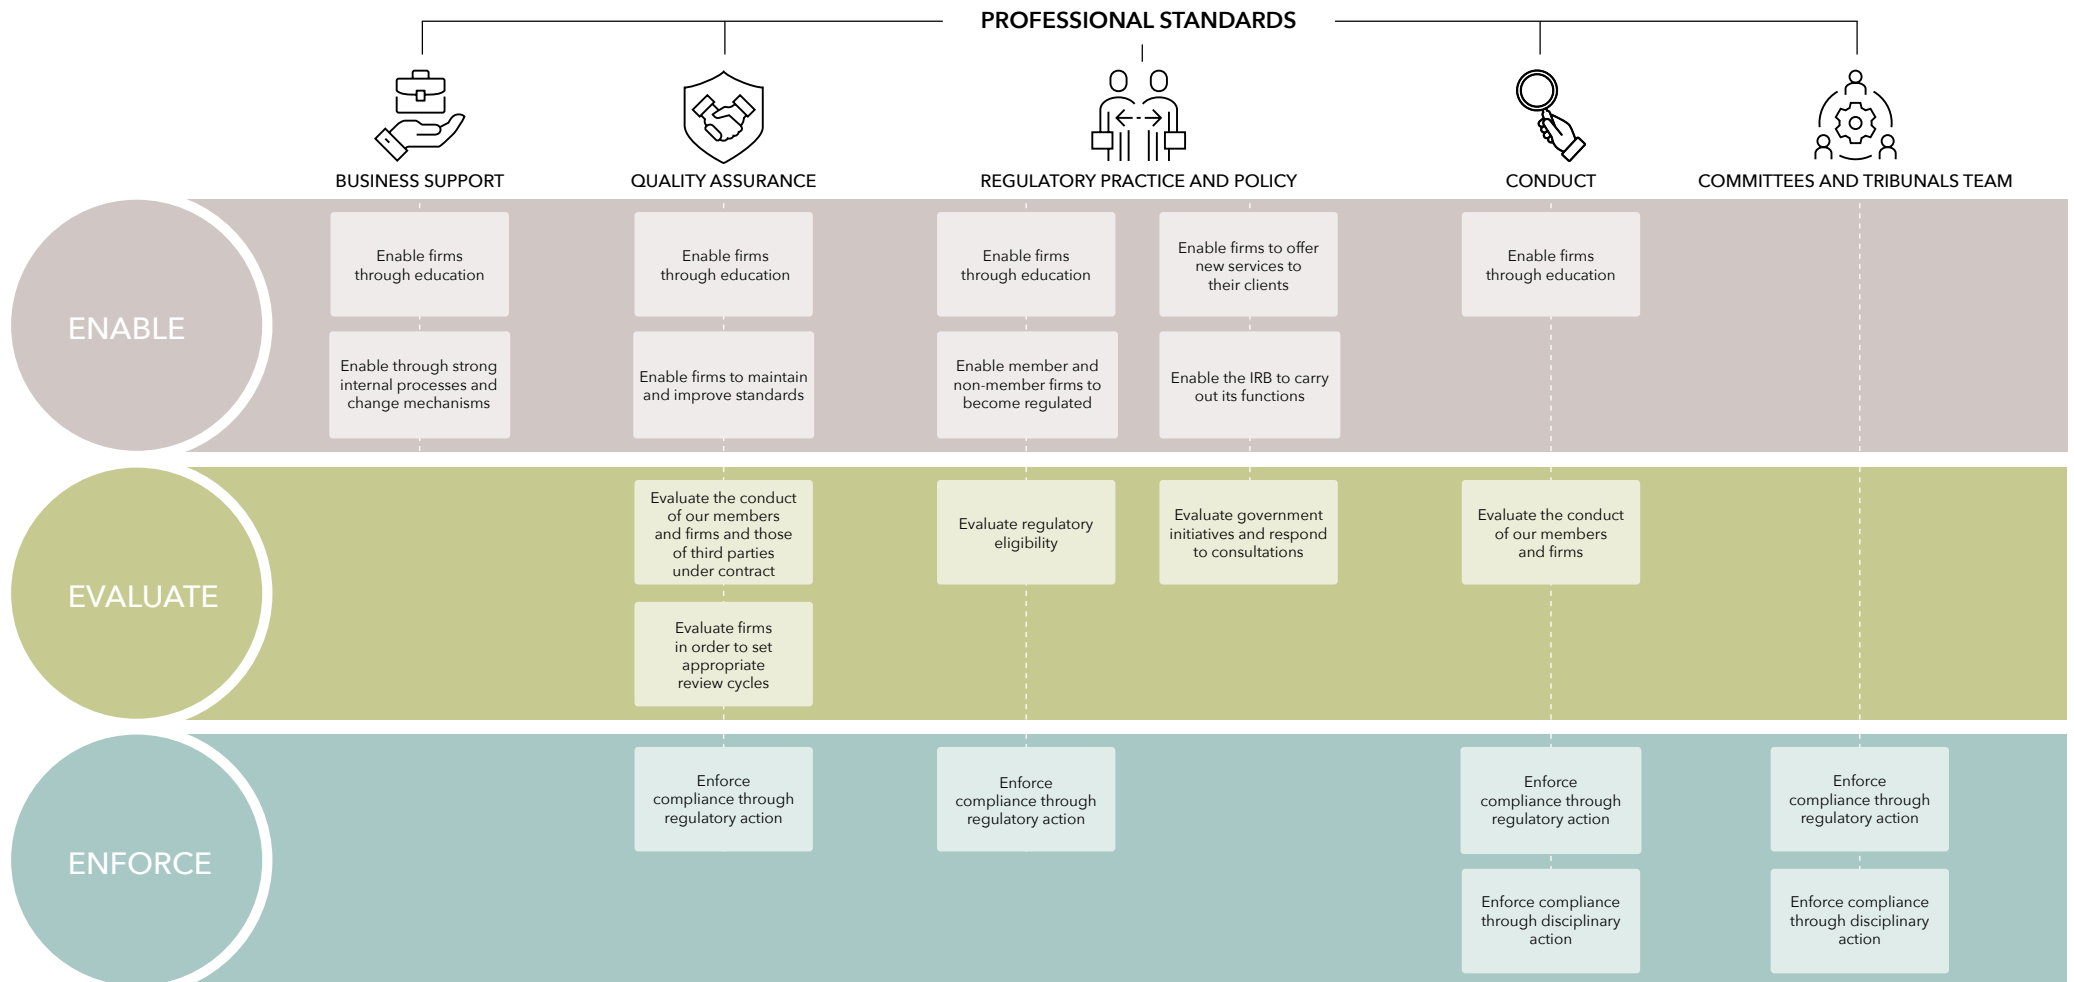 PROFESSIONAL STANDARDS
BUSINESS SUPPORT
QUALITY ASSURANCE
REGULATORY PRACTICE AND POLICY
CONDUCT
COMMITTEES AND TRIBUNALS TEAM
ENABLE
Enable firms
through education
Enable firms
through education
Enable firms
through education
Enable firms to offer
new services to
their clients
Enable firms
through education
Enable through strong
internal processes and
change mechanisms
Enable firms to maintain
and improve standards
Enable member and
non-member firms to
become regulated
Enable the IRB to carry
out its functions
EVALUATE
Evaluate the conduct
of our members
and firms and those
of third parties
under contract
Evaluate regulatory
eligibility
Evaluate government
initiatives and respond
to consultations
Evaluate the conduct
of our members
and firms
Evaluate firms
in order to set
appropriate
review cycles
ENFORCE
Enforce
compliance through
regulatory action
Enforce
compliance through
regulatory action
Enforce
compliance through
regulatory action
Enforce
compliance through
regulatory action
Enforce compliance
through disciplinary
action
Enforce compliance
through disciplinary
action